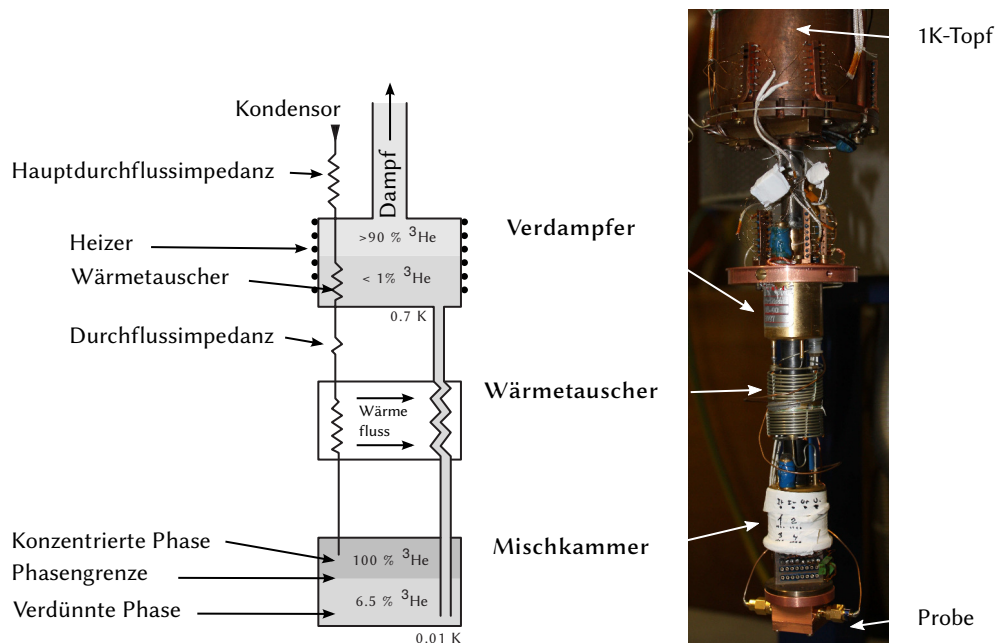 1K-Topf
Kondensor
Hauptdurchflussimpedanz
Dampf
Verdampfer
>90 % ³He
Heizer
Wärmetauscher
< 1% ³He
0.7 K
Durchflussimpedanz
Wärmetauscher
Wärme
fluss
Konzentrierte Phase
100 % ³He
Mischkammer
Phasengrenze
Verdünnte Phase
6.5 % ³He
0.01 K
Probe